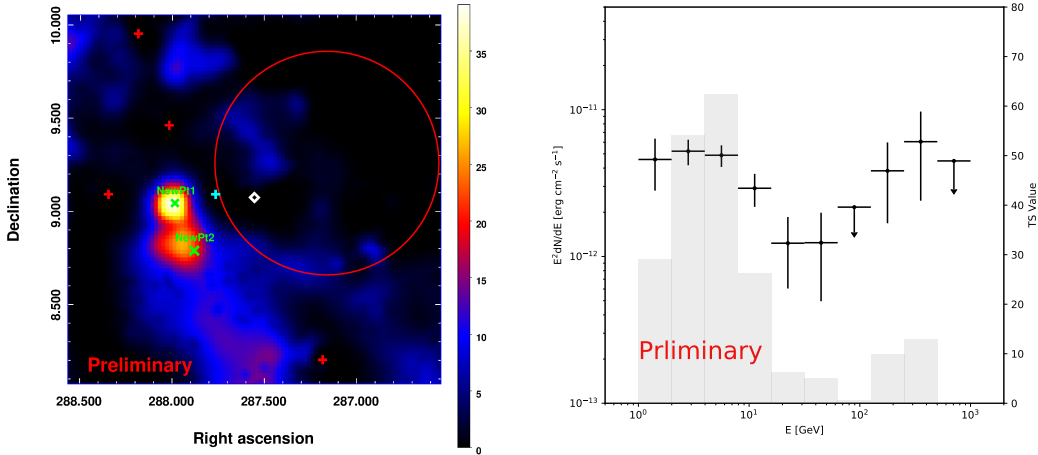 10.000
9.500
9.000
8.500
Declination
NewPt1
NewPt2
Preliminary
288.500 288.000 287.500 287.000
Right ascension
35
30
25
20
15
10
5
0
10⁻¹¹
10⁻¹²
10⁻¹³
E²dN/dE [erg cm⁻² s⁻¹]
Prliminary
10⁰ 10¹ 10² 10³
E [GeV]
80
70
60
50
40
30
20
10
0
TS Value